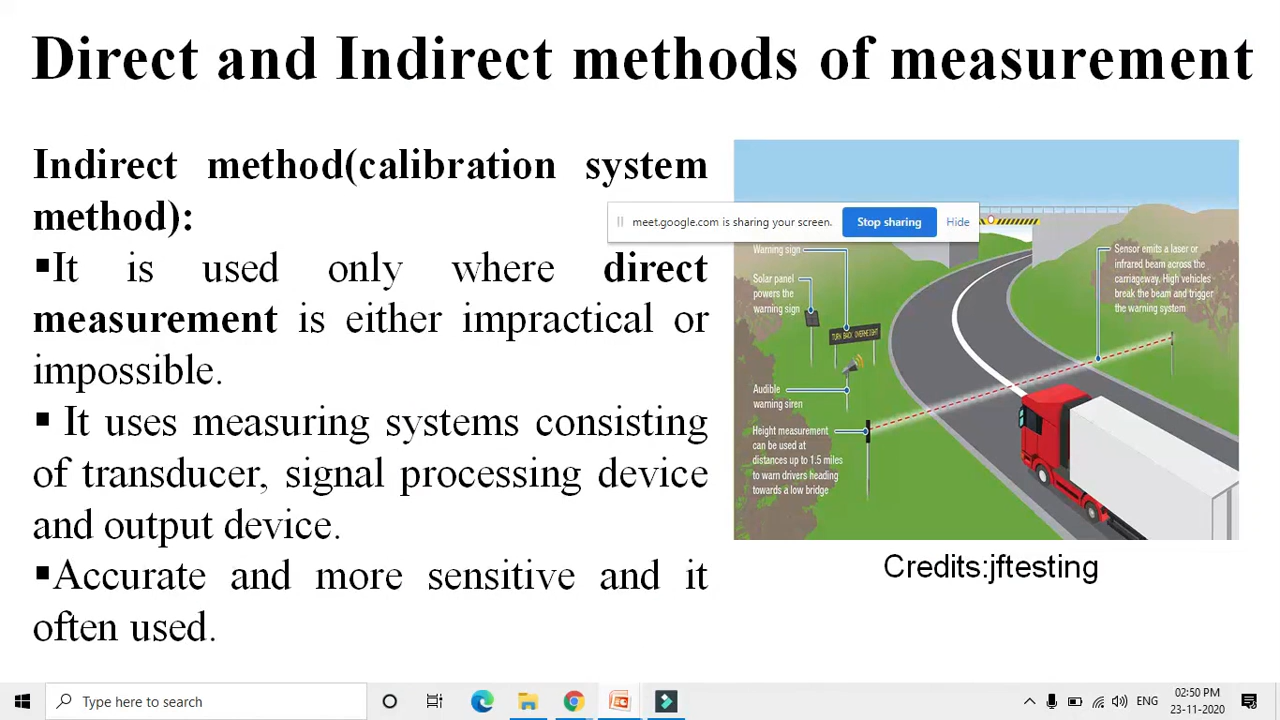 Direct and Indirect methods of measurement
Indirect method(calibration system
method):
▪It is used only where direct
measurement is either impractical or
impossible.
▪ It uses measuring systems consisting
of transducer, signal processing device
and output device.
▪Accurate and more sensitive and it
often used.
meet.google.com is sharing your screen. Stop sharing Hide
Warning sign
Solar panel
powers the
warning sign
TURN BACK OVERHEIGHT
Audible
warning siren
Height measurement
can be used at
distances up to 1.5 miles
to warn drivers heading
towards a low bridge
Sensor emits a laser or
infrared beam across the
carriageway. High vehicles
break the beam and trigger
the warning system
Credits:jftesting
Type here to search
ENG
02:50 PM
23-11-2020